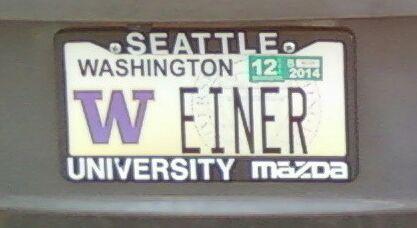 SEATTLE
WASHINGTON 12 2014
W EINER
UNIVERSITY mazda